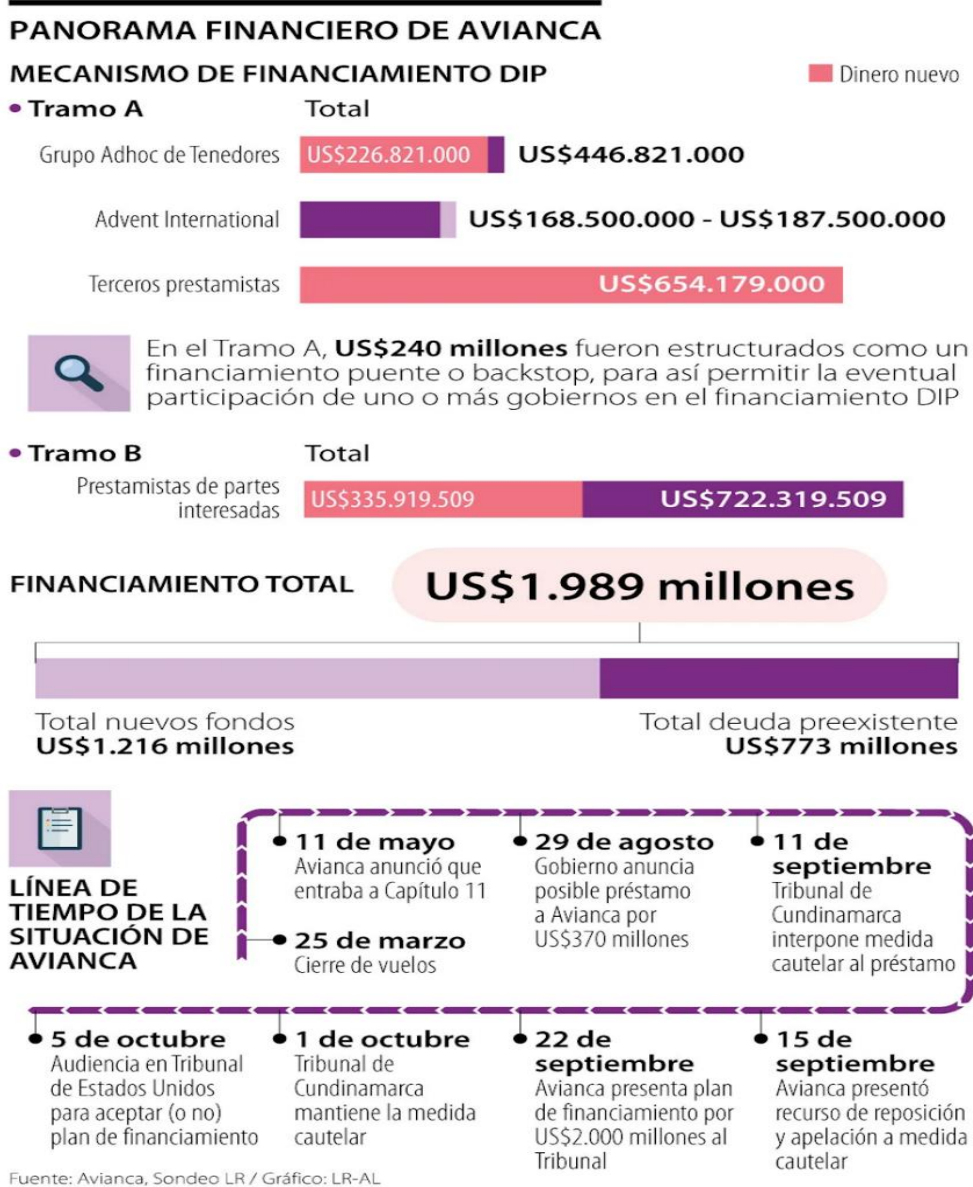 PANORAMA FINANCIERO DE AVIANCA
MECANISMO DE FINANCIAMIENTO DIP
Dinero nuevo
• Tramo A
Total
Grupo Adhoc de Tenedores
US$226.821.000
US$446.821.000
Advent International
US$168.500.000 - US$187.500.000
Terceros prestamistas
US$654.179.000
En el Tramo A, US$240 millones fueron estructurados como un
financiamiento puente o backstop, para así permitir la eventual
participación de uno o más gobiernos en el financiamiento DIP
• Tramo B
Total
Prestamistas de partes
interesadas
US$335.919.509
US$722.319.509
FINANCIAMIENTO TOTAL
US$1.989 millones
Total nuevos fondos
US$1.216 millones
Total deuda preexistente
US$773 millones
LÍNEA DE
TIEMPO DE LA
SITUACIÓN DE
AVIANCA
25 de marzo
Cierre de vuelos
11 de mayo
Avianca anunció que
entraba a Capítulo 11
29 de agosto
Gobierno anuncia
posible préstamo
a Avianca por
US$370 millones
11 de
septiembre
Tribunal de
Cundinamarca
interpone medida
cautelar al préstamo
15 de
septiembre
Avianca presentó
recurso de reposición
y apelación a medida
cautelar
22 de
septiembre
Avianca presenta plan
de financiamiento por
US$2.000 millones al
Tribunal
1 de octubre
Tribunal de
Cundinamarca
mantiene la medida
cautelar
5 de octubre
Audiencia en Tribunal
de Estados Unidos
para aceptar (o no)
plan de financiamiento
Fuente: Avianca, Sondeo LR / Gráfico: LR-AL